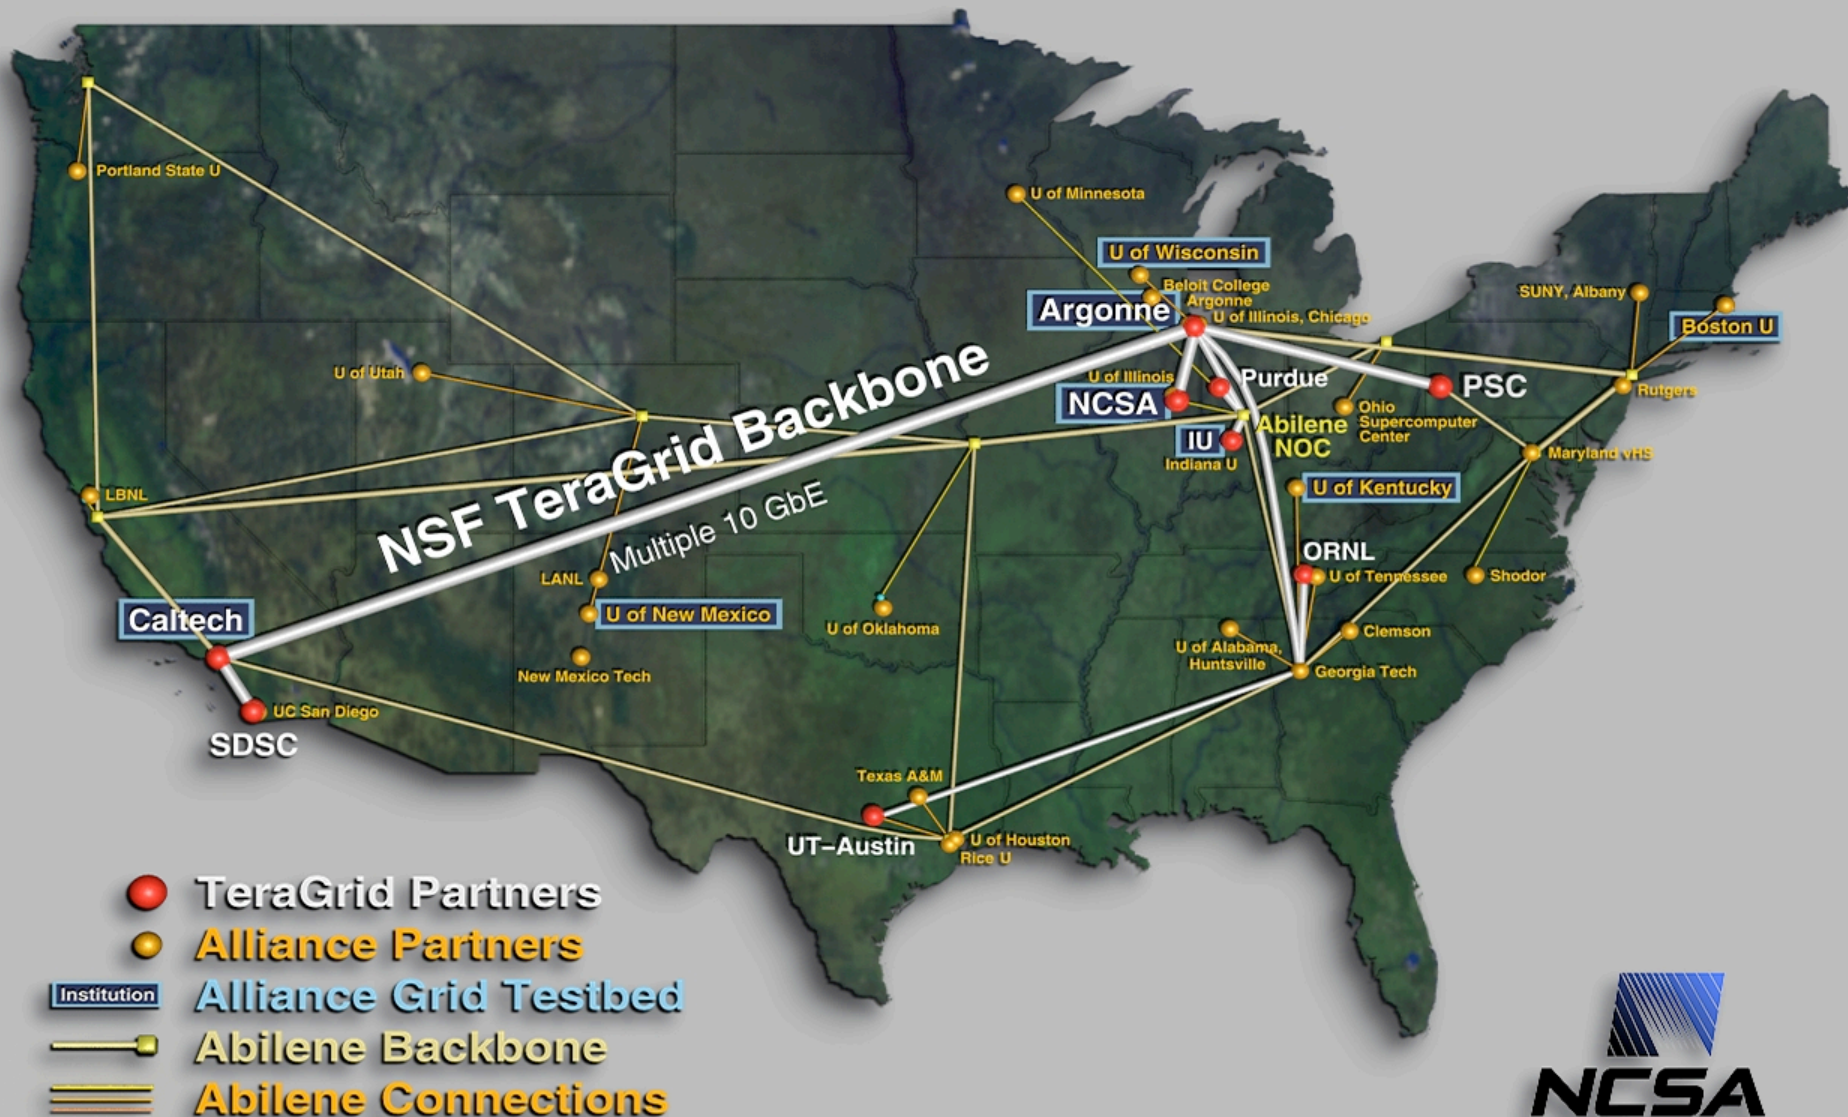 Portland State U
U of Minnesota
U of Wisconsin
Beloit College
Argonne
Argonne
U of Illinois, Chicago
SUNY, Albany
Boston U
U of Utah
U of Illinois
Purdue
PSC
Rutgers
NCSA
Ohio
Supercomputer
Center
Abilene
NOC
IU
Indiana U
Maryland vHS
LBNL
NSF TeraGrid Backbone
Multiple 10 GbE
U of Kentucky
ORNL
U of Tennessee
Shodor
LANL
U of New Mexico
Caltech
U of Oklahoma
Clemson
U of Alabama,
Huntsville
Georgia Tech
New Mexico Tech
UC San Diego
SDSC
Texas A&M
UT-Austin
U of Houston
Rice U
TeraGrid Partners
Alliance Partners
Institution Alliance Grid Testbed
Abilene Backbone
Abilene Connections
NCSA